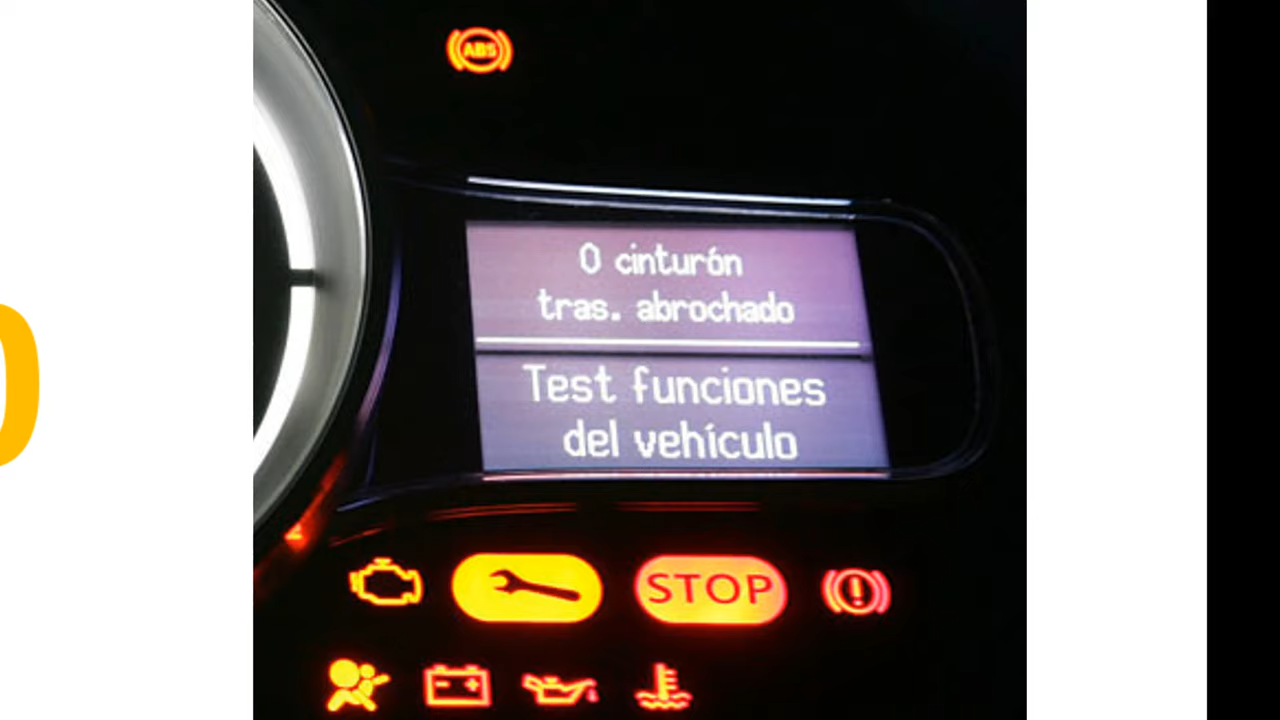 ABS
0 cinturón
tras. abrochado
Test funciones
del vehículo
STOP